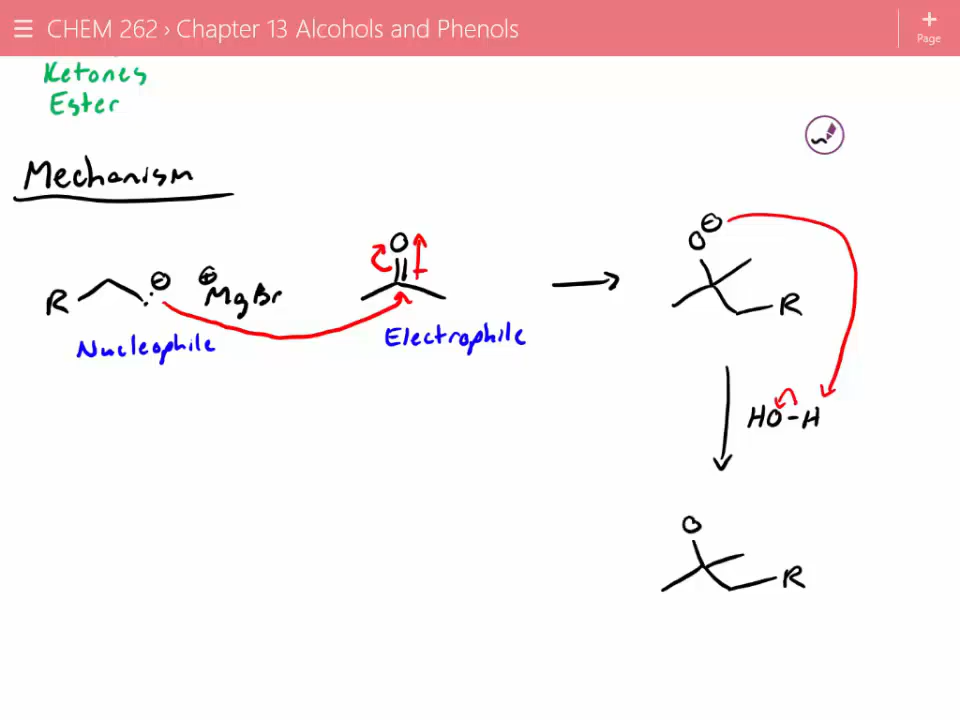 CHEM 262 › Chapter 13 Alcohols and Phenols
+
Page
Ketones
Ester
Mechanism
O⊖
O
R ⊖ ⊕MgBr
R
Nucleophile
Electrophile
HO-H
O
R